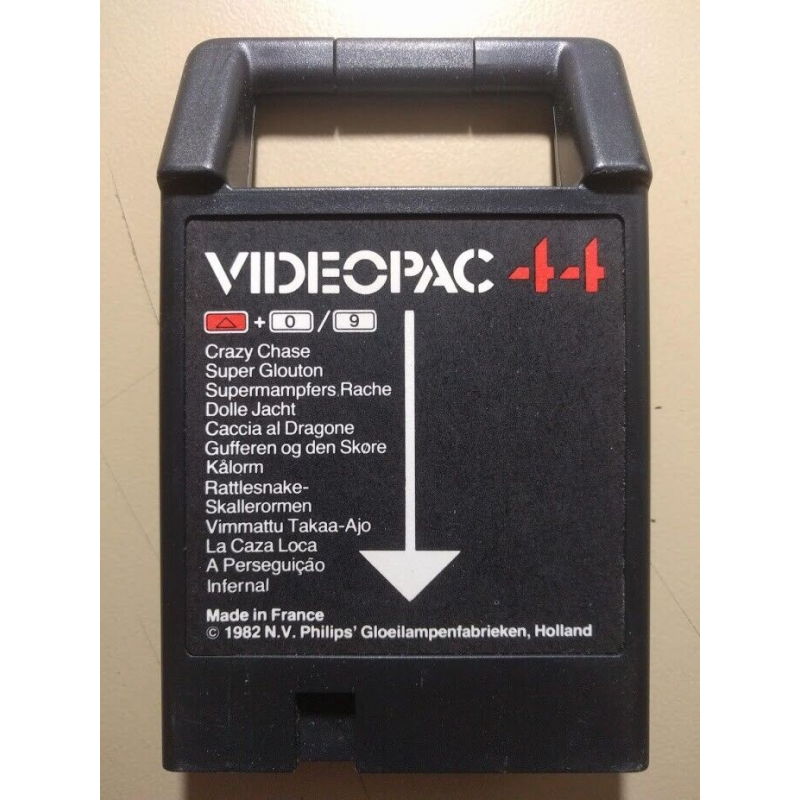 VIDEOPAC 44
△ + 0 / 9
Crazy Chase
Super Glouton
Supermampfers Rache
Dolle Jacht
Caccia al Dragone
Gufferen og den Skøre
Kålorm
Rattlesnake-
Skallerormen
Vimmattu Takaa-Ajo
La Caza Loca
A Perseguição
Infernal
Made in France
© 1982 N.V. Philips' Gloeilampenfabrieken, Holland